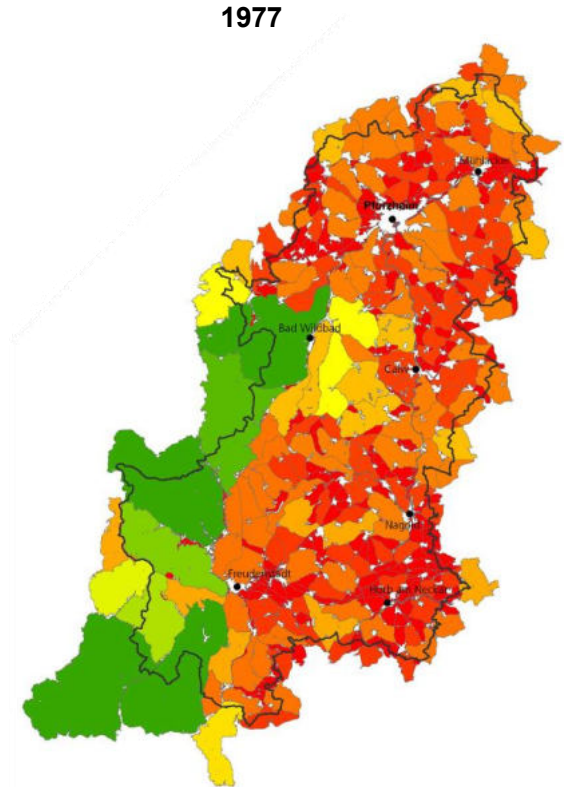 1977
Mühlacker
Pforzheim
Bad Wildbad
Calw
Nagold
Freudenstadt
Horb am Neckar